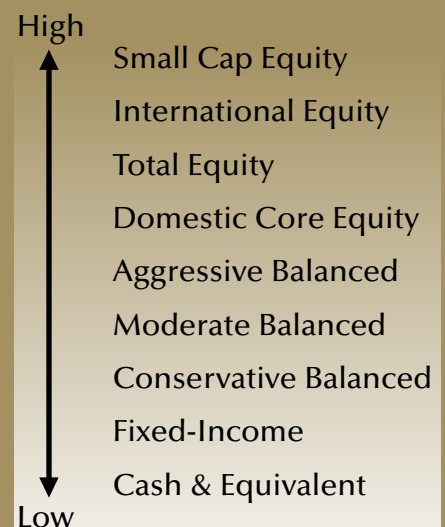 High
Small Cap Equity
International Equity
Total Equity
Domestic Core Equity
Aggressive Balanced
Moderate Balanced
Conservative Balanced
Fixed-Income
Cash & Equivalent
Low